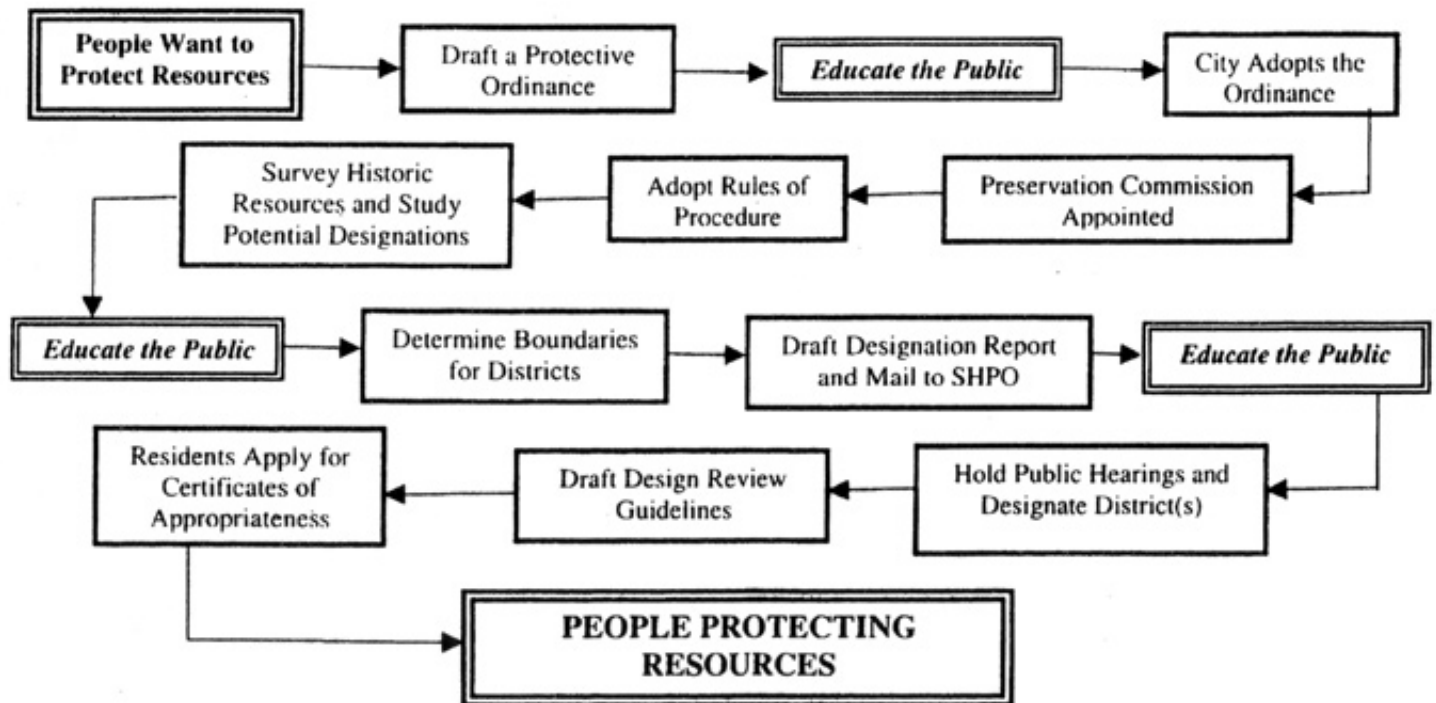 People Want to
Protect Resources
Draft a Protective
Ordinance
Educate the Public
City Adopts the
Ordinance
Preservation Commission
Appointed
Adopt Rules of
Procedure
Survey Historic
Resources and Study
Potential Designations
Educate the Public
Determine Boundaries
for Districts
Draft Designation Report
and Mail to SHPO
Educate the Public
Hold Public Hearings and
Designate District(s)
Draft Design Review
Guidelines
Residents Apply for
Certificates of
Appropriateness
PEOPLE PROTECTING
RESOURCES